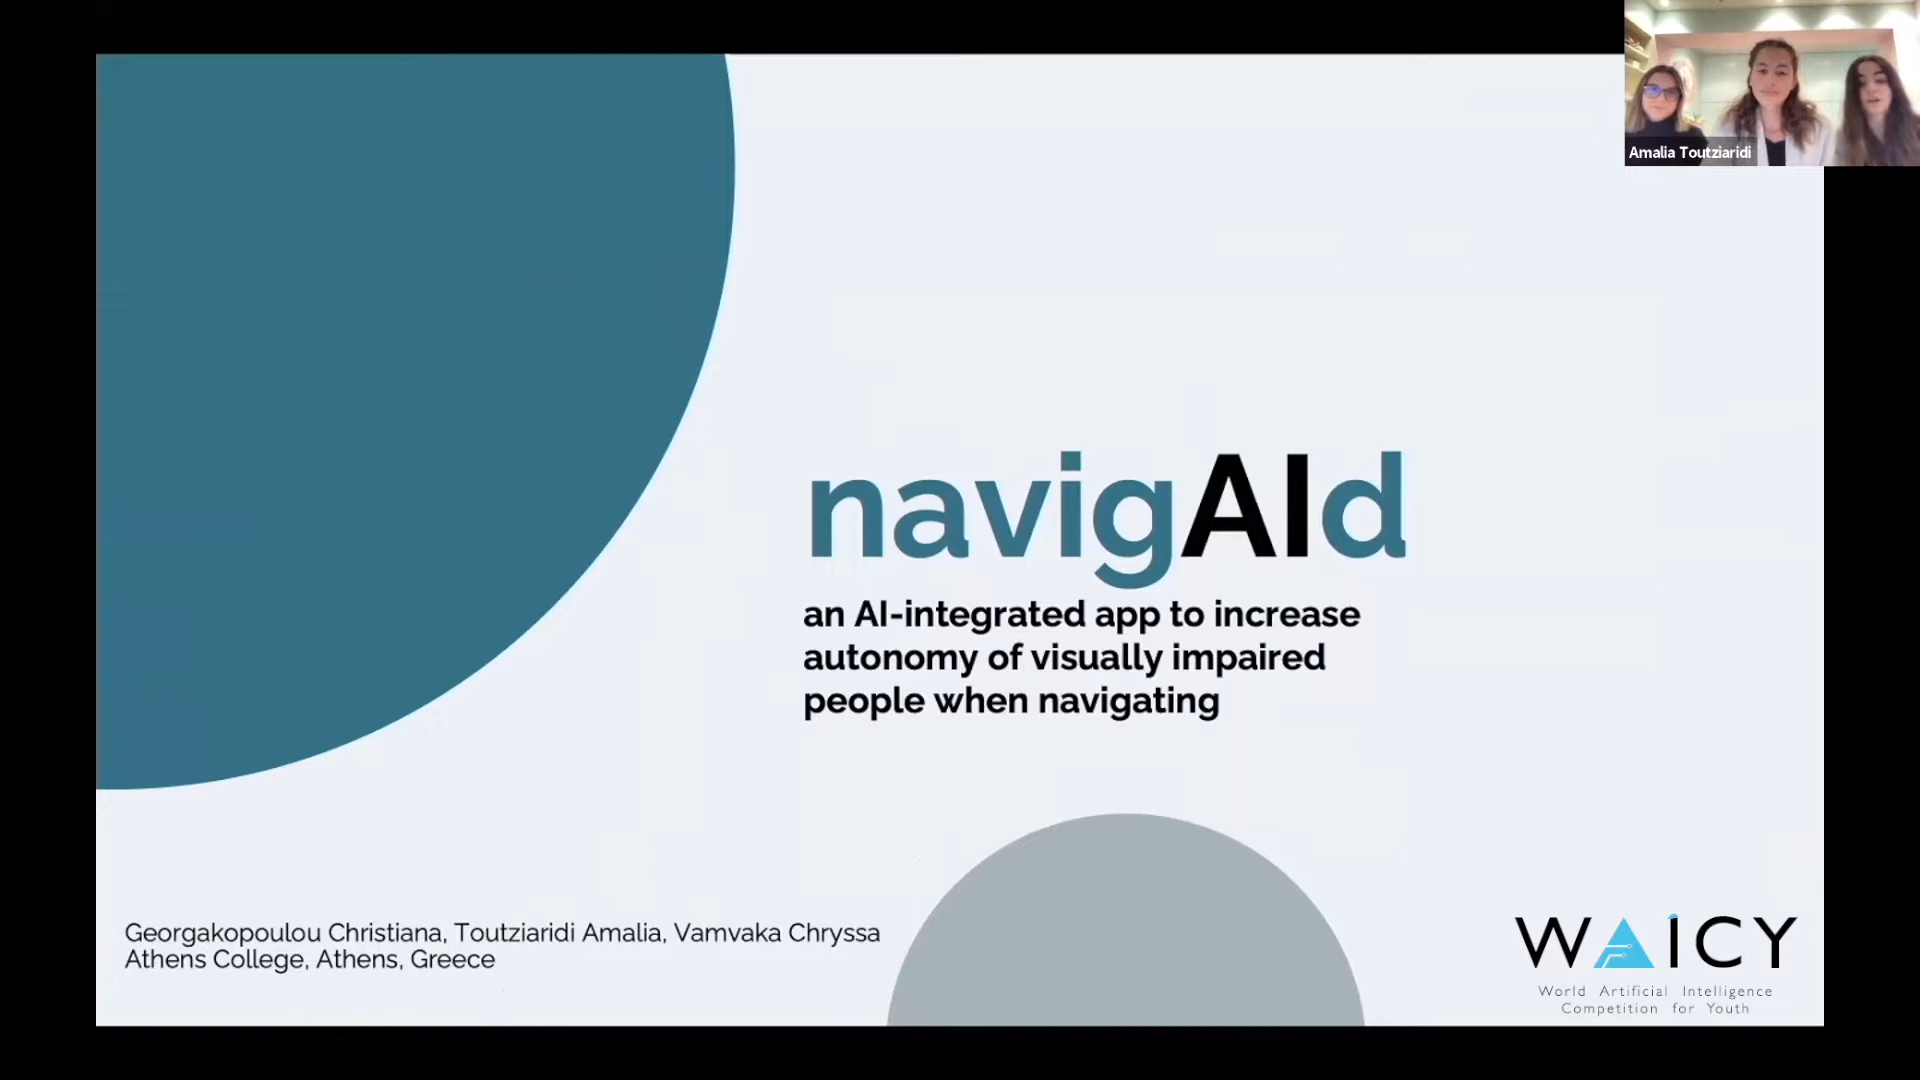 Amalia Toutziaridi
navigAId
an AI-integrated app to increase
autonomy of visually impaired
people when navigating
Georgakopoulou Christiana, Toutziaridi Amalia, Vamvaka Chryssa
Athens College, Athens, Greece
WAICY
World Artificial Intelligence
Competition for Youth